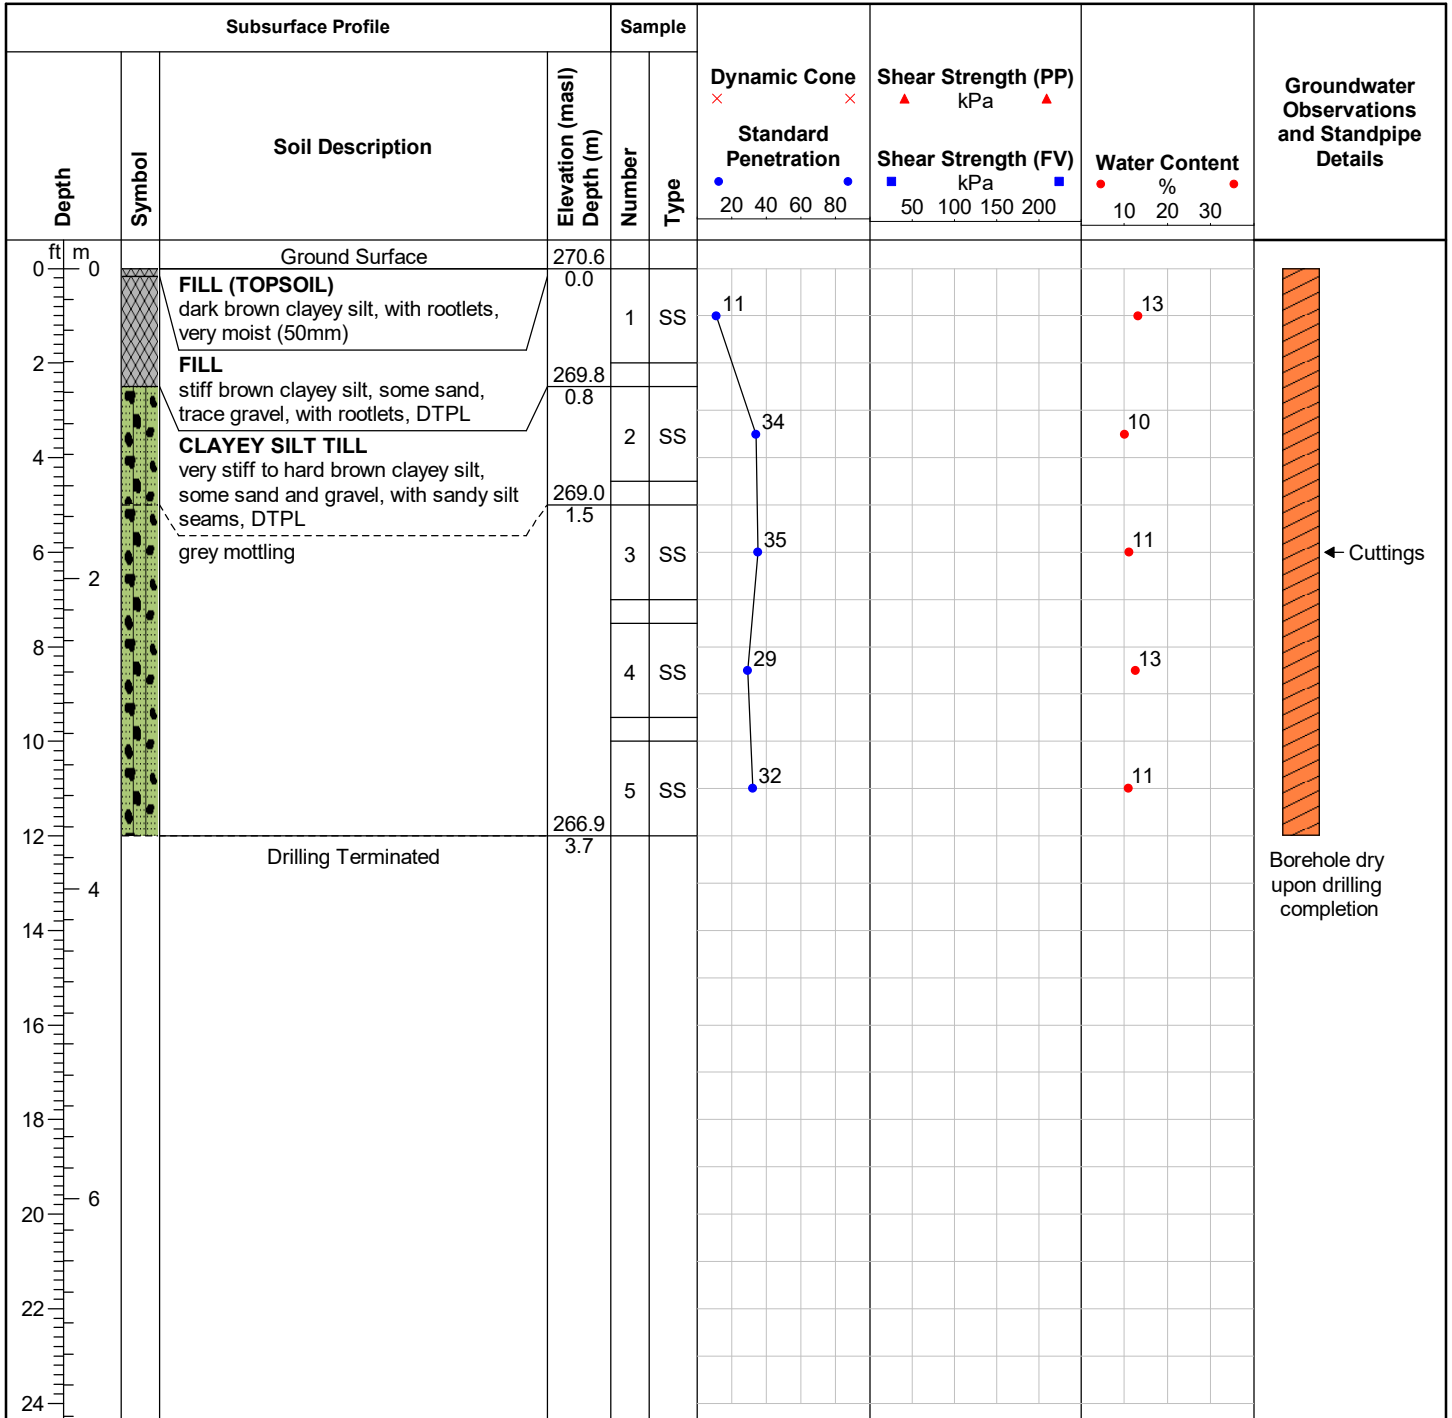 Subsurface Profile
Sample
Depth
Symbol
Soil Description
Elevation (masl)
Depth (m)
Number
Type
Dynamic Cone
Standard
Penetration
20 40 60 80
Shear Strength (PP)
kPa
Shear Strength (FV)
kPa
50 100 150 200
Water Content
%
10 20 30
Groundwater
Observations
and Standpipe
Details
ft m
Ground Surface
270.6
0 0
0.0
FILL (TOPSOIL)
dark brown clayey silt, with rootlets,
very moist (50mm)
1 SS
11
13
2
FILL
stiff brown clayey silt, some sand,
trace gravel, with rootlets, DTPL
269.8
0.8
CLAYEY SILT TILL
very stiff to hard brown clayey silt,
some sand and gravel, with sandy silt
seams, DTPL
2 SS
34
10
4
269.0
1.5
grey mottling
3 SS
35
11
Cuttings
6
2
8
4 SS
29
13
10
5 SS
32
11
12
266.9
3.7
Drilling Terminated
Borehole dry
upon drilling
completion
4
14
16
18
6
20
22
24